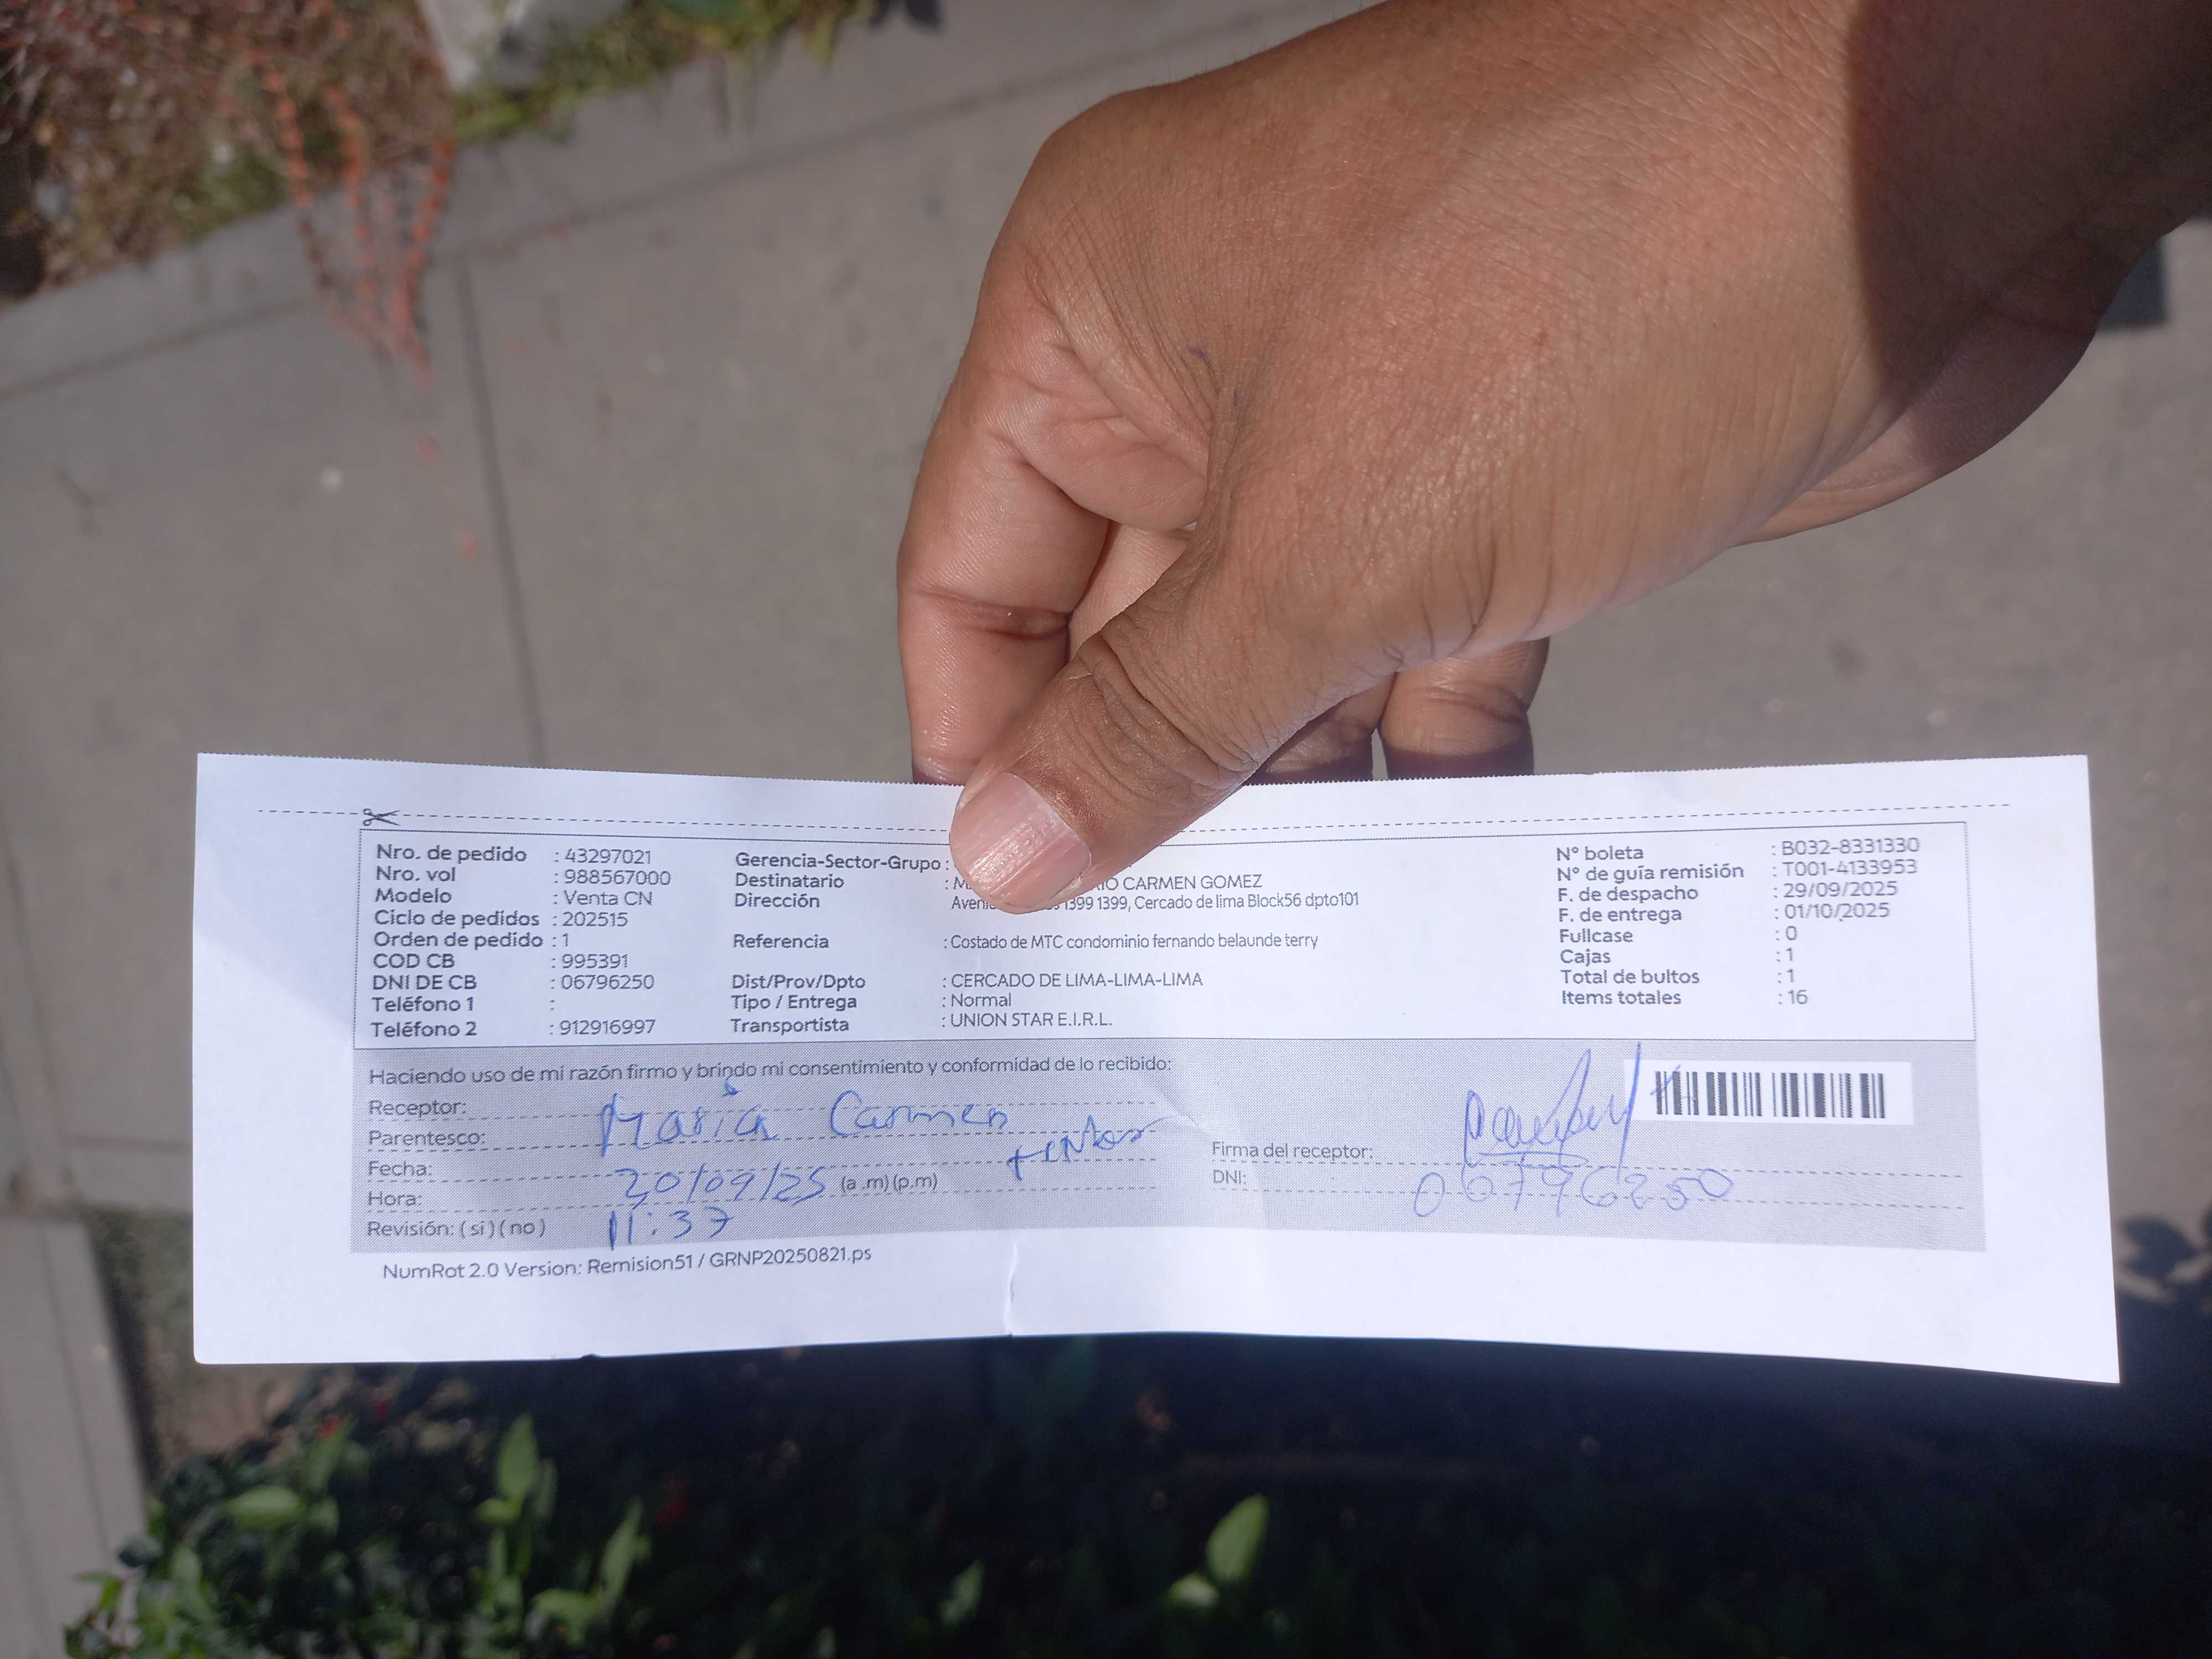 Nro. de pedido : 43297021
Nro. vol : 988567000
Modelo : Venta CN
Ciclo de pedidos : 202515
Orden de pedido : 1
COD CB : 995391
DNI DE CB : 06796250
Teléfono 1 :
Teléfono 2 : 912916997
Gerencia-Sector-Grupo :
Destinatario : CARMEN GOMEZ
Dirección 1399 1399, Cercado de lima Block56 dpto101
Referencia : Costado de MTC condominio fernando belaunde terry
Dist/Prov/Dpto : CERCADO DE LIMA-LIMA-LIMA
Tipo / Entrega : Normal
Transportista : UNION STAR E.I.R.L.
N° boleta : B032-8331330
N° de guía remisión : T001-4133953
F. de despacho : 29/09/2025
F. de entrega : 01/10/2025
Fullcase : 0
Cajas : 1
Total de bultos : 1
Items totales : 16
Haciendo uso de mi razón firmo y brindo mi consentimiento y conformidad de lo recibido:
Receptor: Maria Carmen
Parentesco:
Fecha: (a .m) (p.m)
Hora: 11:37
Revisión: ( si ) ( no )
Firma del receptor:
DNI: 06796250
NumRot 2.0 Version: Remision51 / GRNP20250821.ps